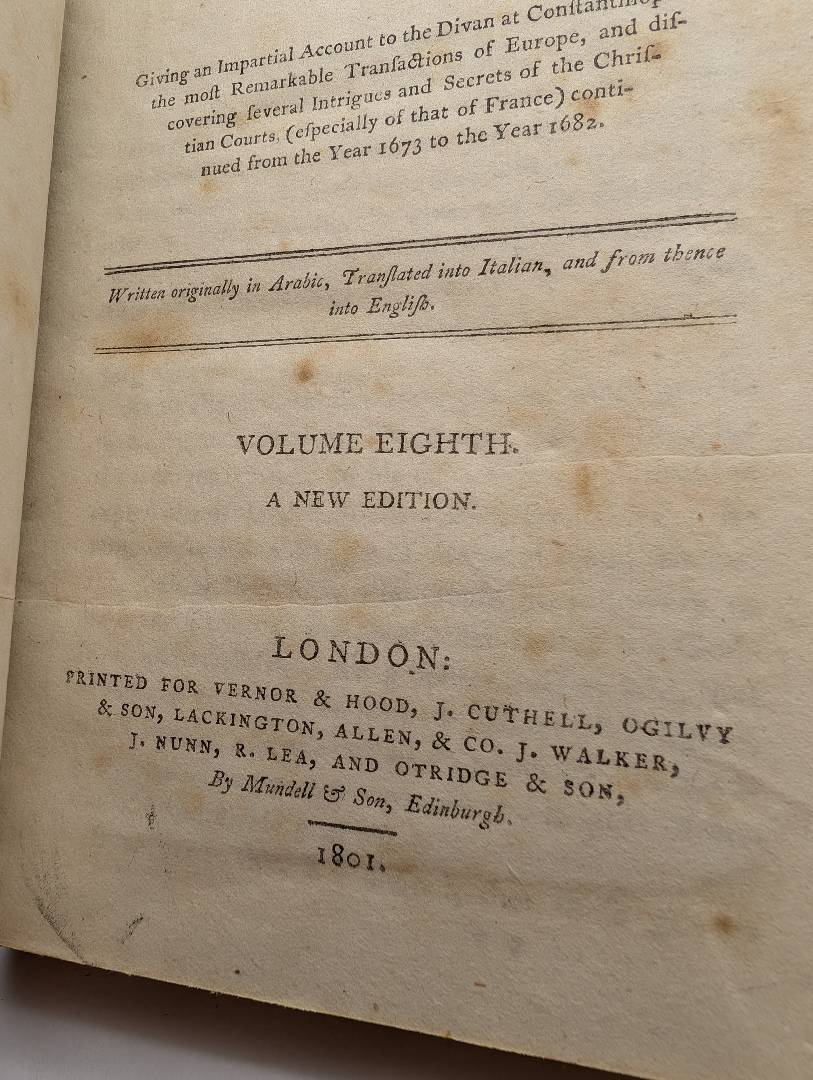 Giving an Impartial Account to the Divan at
the moſt Remarkable Tranſactions of Europe, and diſ-
covering ſeveral Intrigues and Secrets of the Chriſ-
tian Courts, (eſpecially of that of France) conti-
nued from the Year 1673 to the Year 1682.
Written originally in Arabic, Tranſlated into Italian, and from thence
into Engliſh.
VOLUME EIGHTH.
A NEW EDITION.
LONDON:
PRINTED FOR VERNOR & HOOD, J. CUTHELL, OGILVY
& SON, LACKINGTON, ALLEN, & CO. J. WALKER,
J. NUNN, R. LEA, AND OTRIDGE & SON,
By Mundell & Son, Edinburgh.
1801.